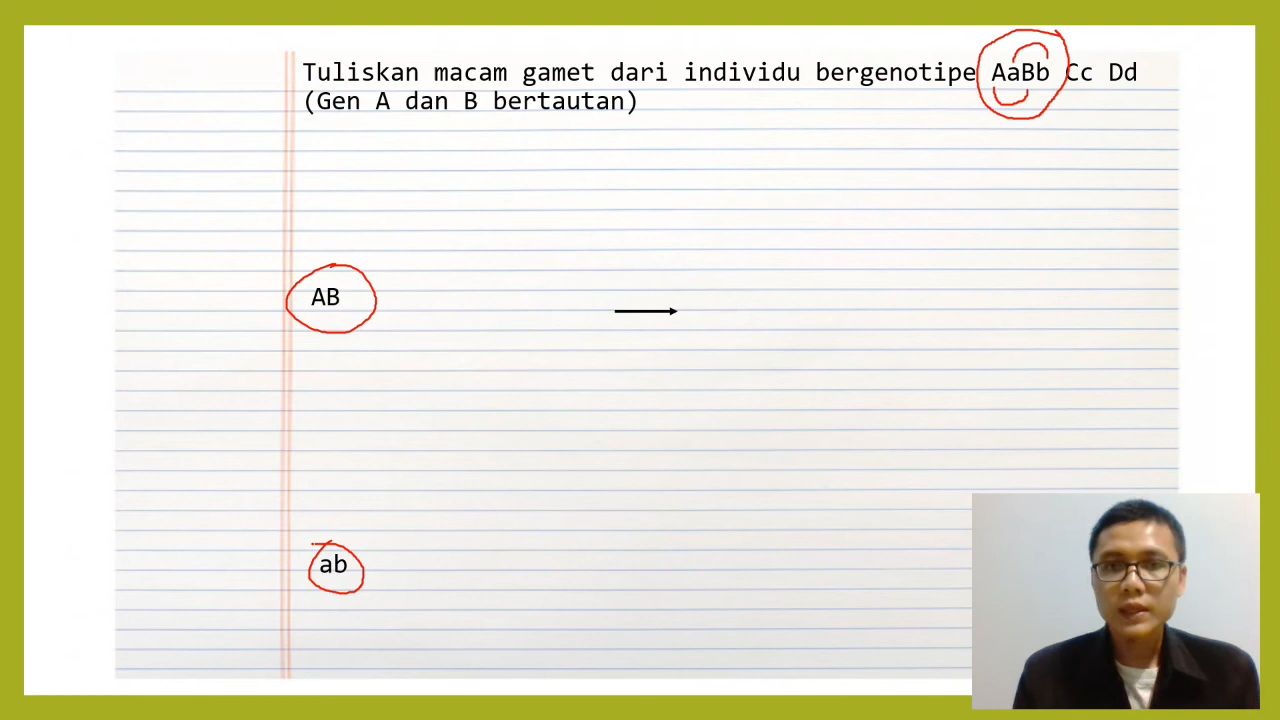 Tuliskan macam gamet dari individu bergenotipe AaBb Cc Dd
(Gen A dan B bertautan)
AB
ab